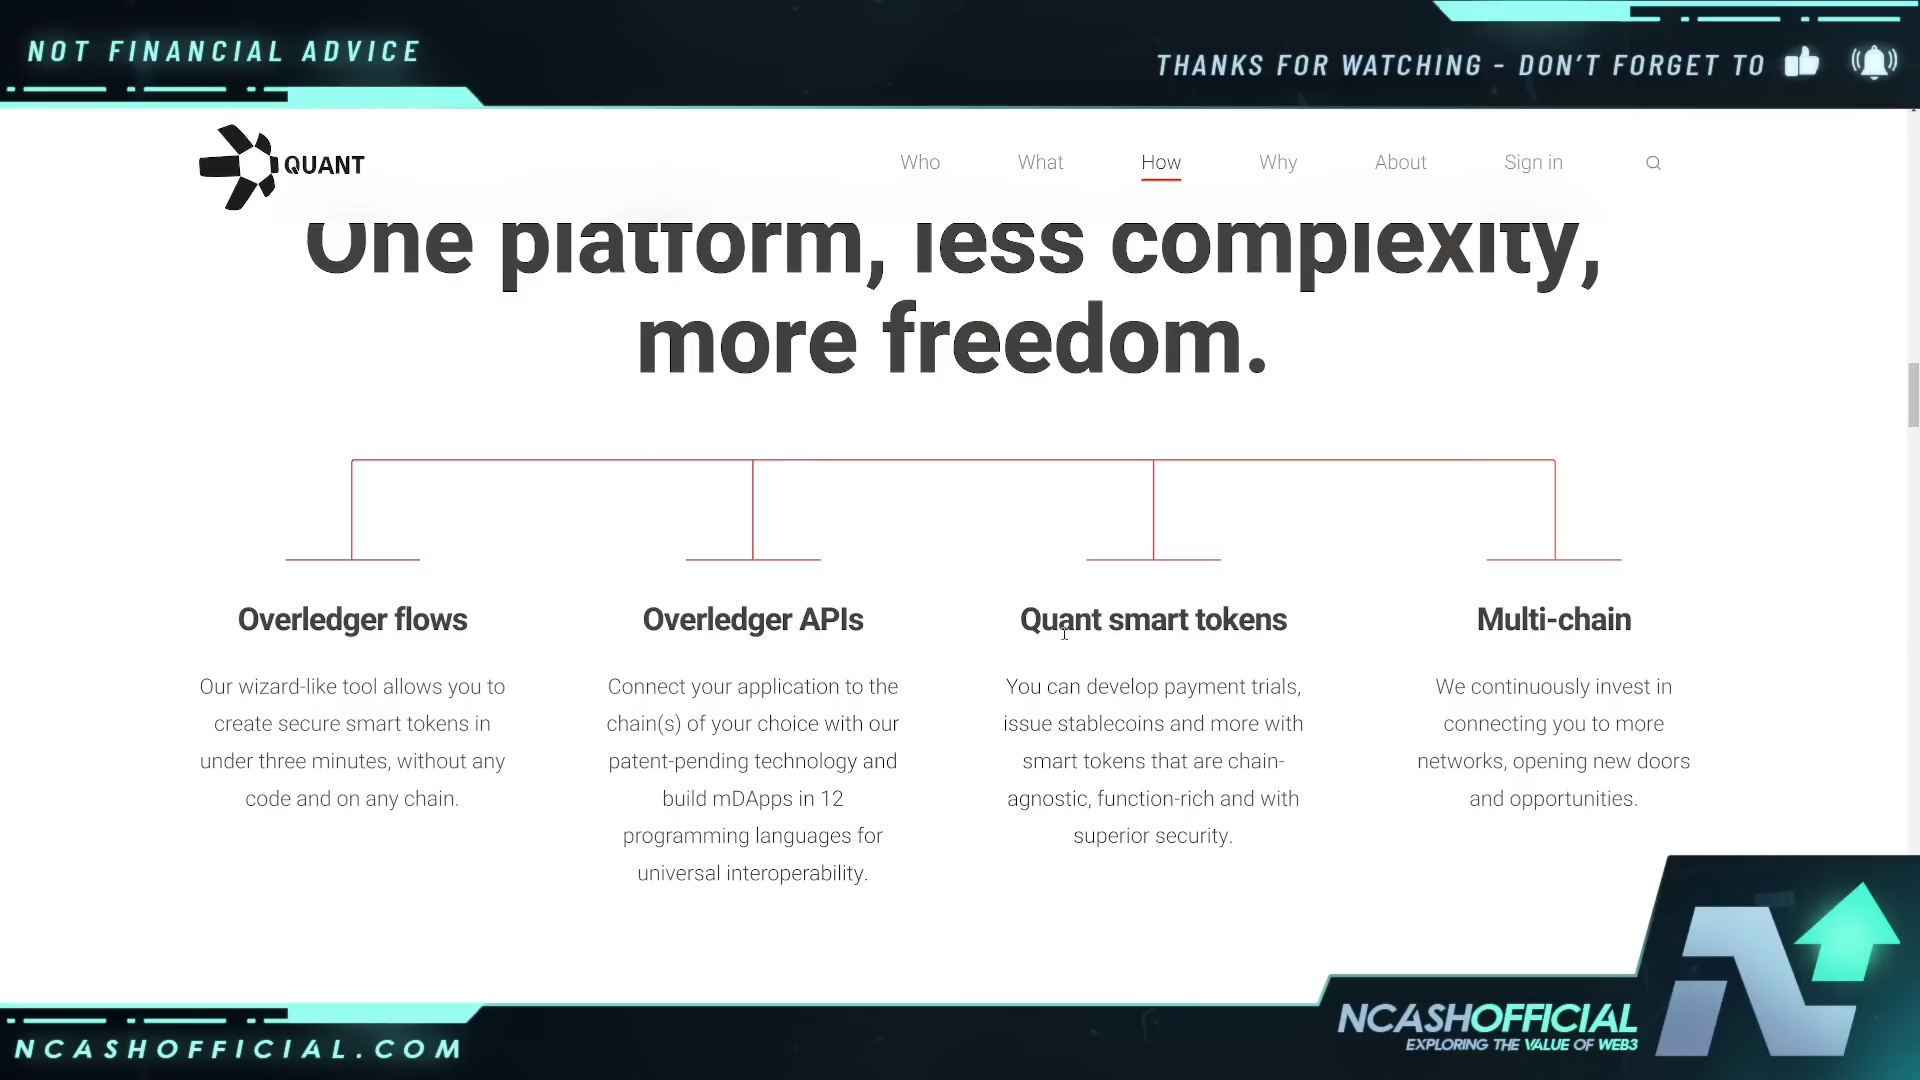 NOT FINANCIAL ADVICE
THANKS FOR WATCHING - DON'T FORGET TO
QUANT
Who What How Why About Sign in
One platform, less complexity,
more freedom.
Overledger flows
Our wizard-like tool allows you to
create secure smart tokens in
under three minutes, without any
code and on any chain.
Overledger APIs
Connect your application to the
chain(s) of your choice with our
patent-pending technology and
build mDApps in 12
programming languages for
universal interoperability.
Quant smart tokens
You can develop payment trials,
issue stablecoins and more with
smart tokens that are chain-
agnostic, function-rich and with
superior security.
Multi-chain
We continuously invest in
connecting you to more
networks, opening new doors
and opportunities.
NCASHOFFICIAL.COM
NCASHOFFICIAL
EXPLORING THE VALUE OF WEB3